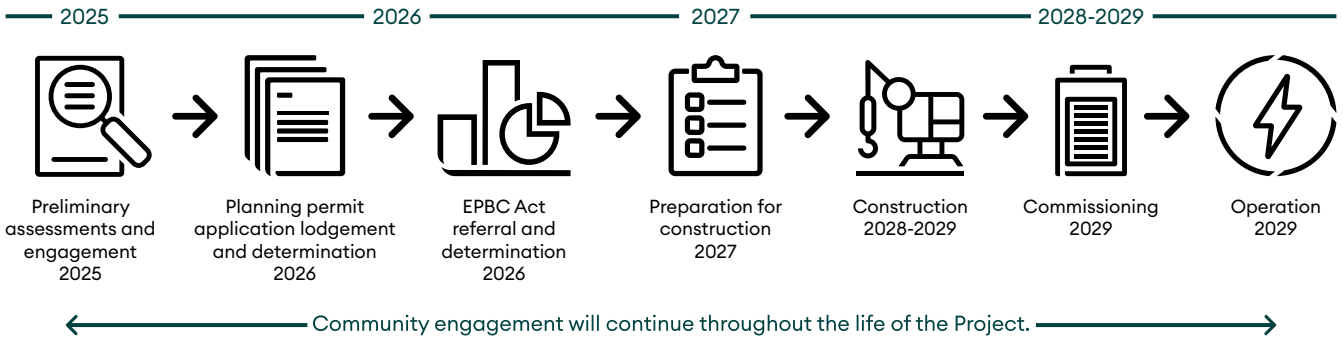 2025
2026
2027
2028-2029
Preliminary
assessments and
engagement
2025
Planning permit
application lodgement
and determination
2026
EPBC Act
referral and
determination
2026
Preparation for
construction
2027
Construction
2028-2029
Commissioning
2029
Operation
2029
Community engagement will continue throughout the life of the Project.